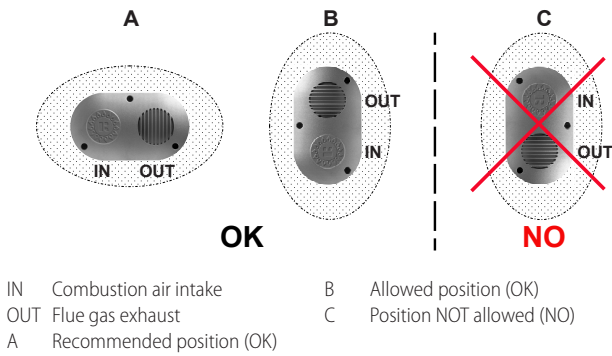 A B C
OUT
IN
IN
OUT
IN OUT
OK NO
IN Combustion air intake
OUT Flue gas exhaust
A Recommended position (OK)
B Allowed position (OK)
C Position NOT allowed (NO)